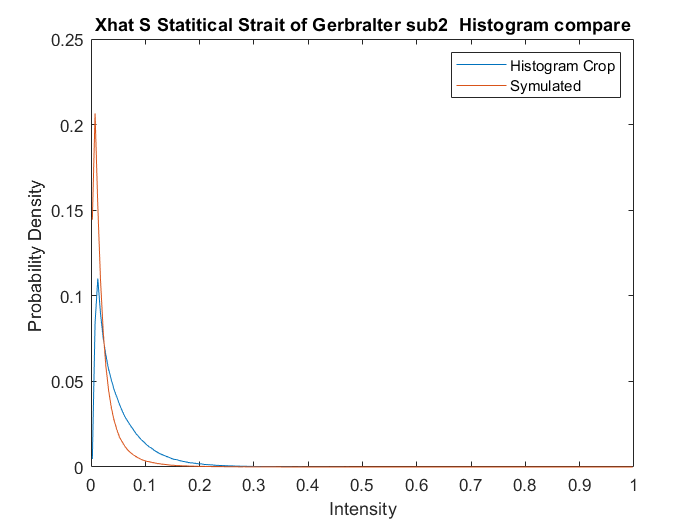 Xhat S Statitical Strait of Gerbralter sub2  Histogram compare
Histogram Crop
Symulated
Probability Density
0.25
0.2
0.15
0.1
0.05
0
0 0.1 0.2 0.3 0.4 0.5 0.6 0.7 0.8 0.9 1
Intensity